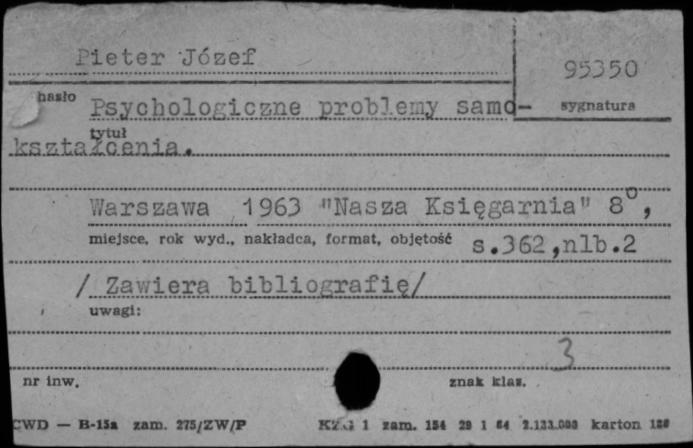 Pieter Józef
95350
hasło
sygnatura
Psychologiczne problemy samo-
tytuł
kształcenia.
Warszawa 1963 "Nasza Księgarnia" 8°,
miejsce, rok wyd., nakładca, format, objętość
s.362,nlb.2
/ Zawiera bibliografię/
uwagi:
3
nr inw.
znak klas.
CWD — B-15a zam. 275/ZW/P
KZG 1 zam. 154 29 1 64 2.133.000 karton